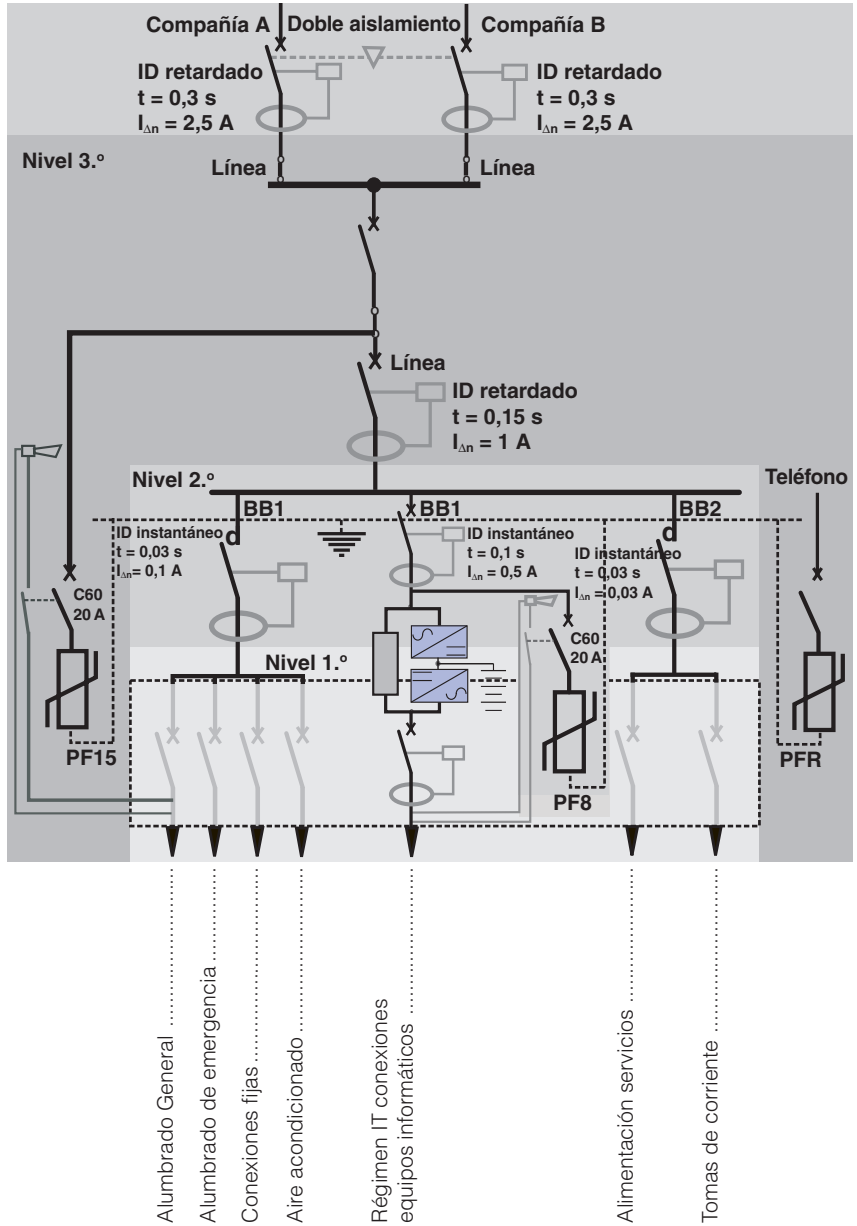 Compañía A
Doble aislamiento
Compañía B
ID retardado
t = 0,3 s
I∆n = 2,5 A
ID retardado
t = 0,3 s
I∆n = 2,5 A
Nivel 3.º
Línea
Línea
Línea
ID retardado
t = 0,15 s
I∆n = 1 A
Nivel 2.º
Teléfono
BB1
BB1
BB2
ID instantáneo
t = 0,03 s
I∆n = 0,1 A
ID instantáneo
t = 0,1 s
I∆n = 0,5 A
ID instantáneo
t = 0,03 s
I∆n = 0,03 A
C60
20 A
C60
20 A
Nivel 1.º
PF15
PF8
PFR
Alumbrado General
Alumbrado de emergencia
Conexiones fijas
Aire acondicionado
Régimen IT conexiones
equipos informáticos
Alimentación servicios
Tomas de corriente